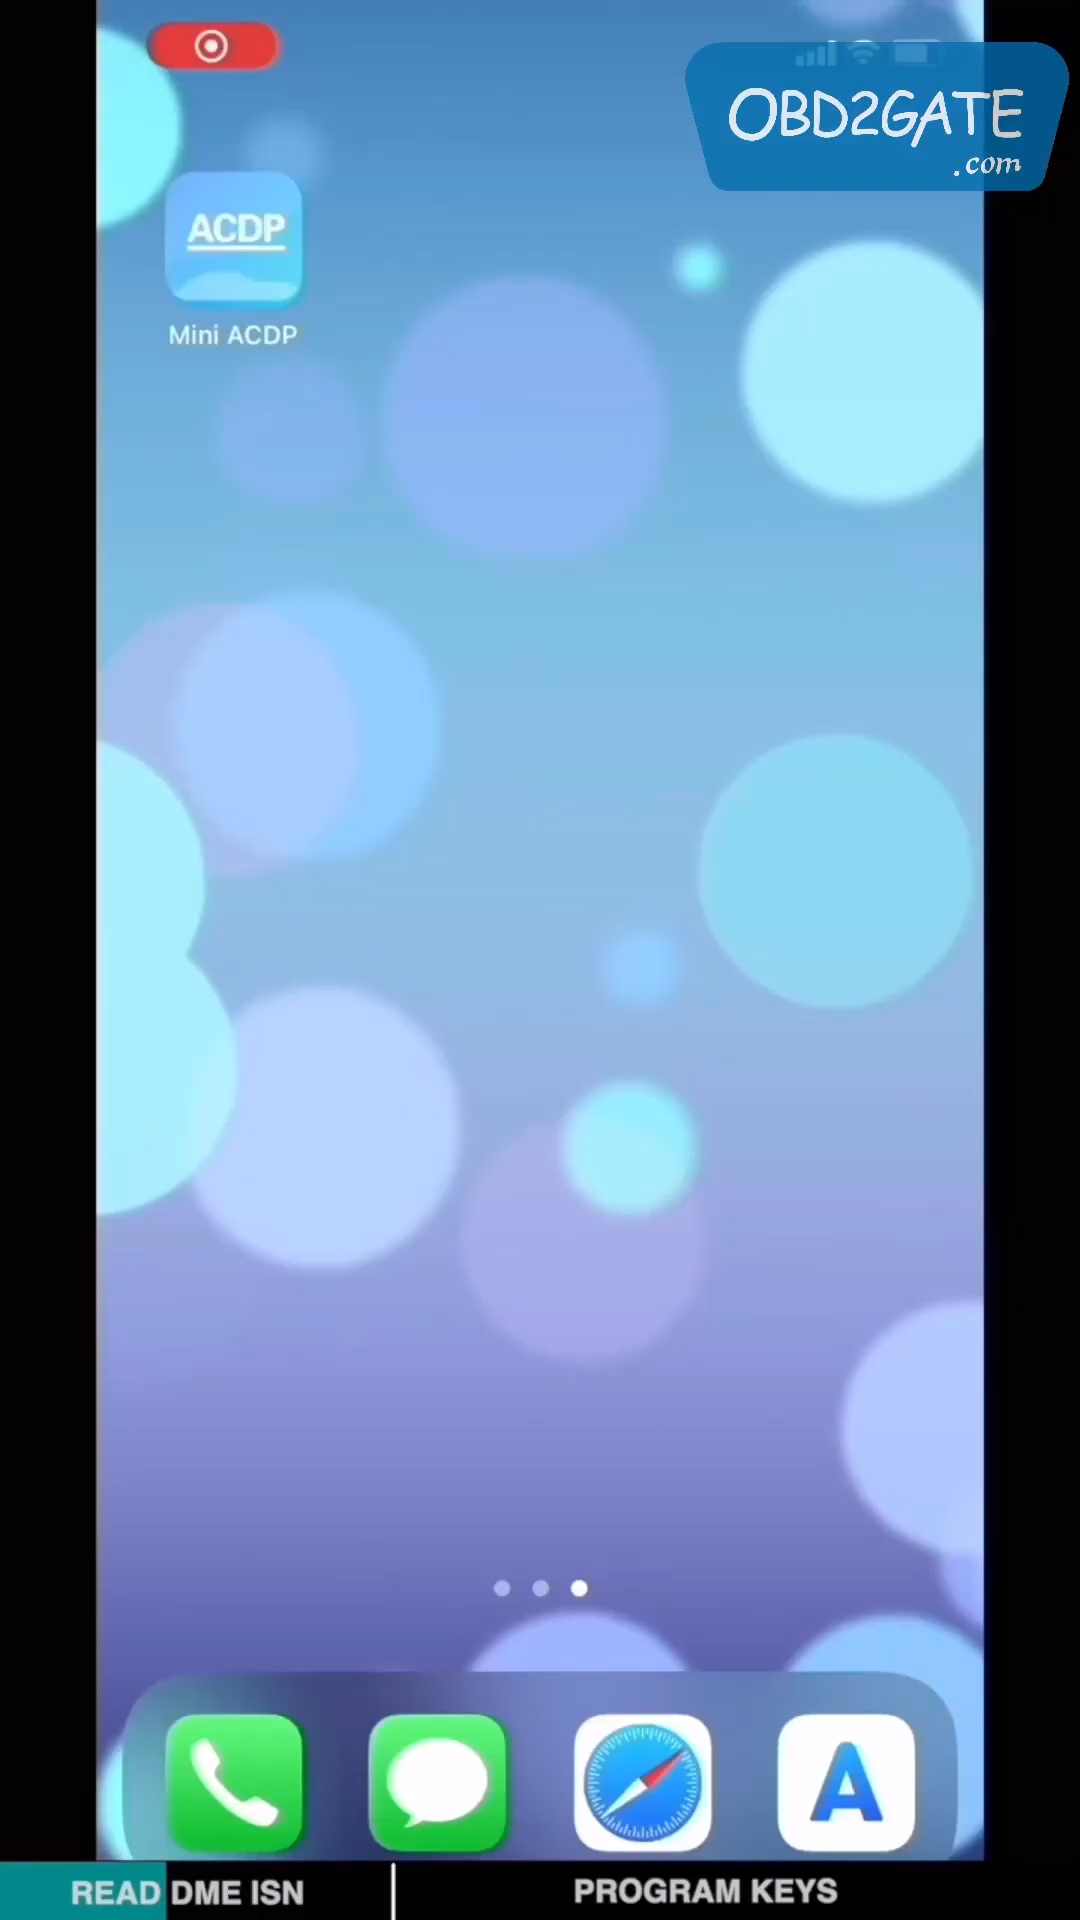 OBD2GATE
.com
ACDP
Mini ACDP
READ DME ISN
PROGRAM KEYS